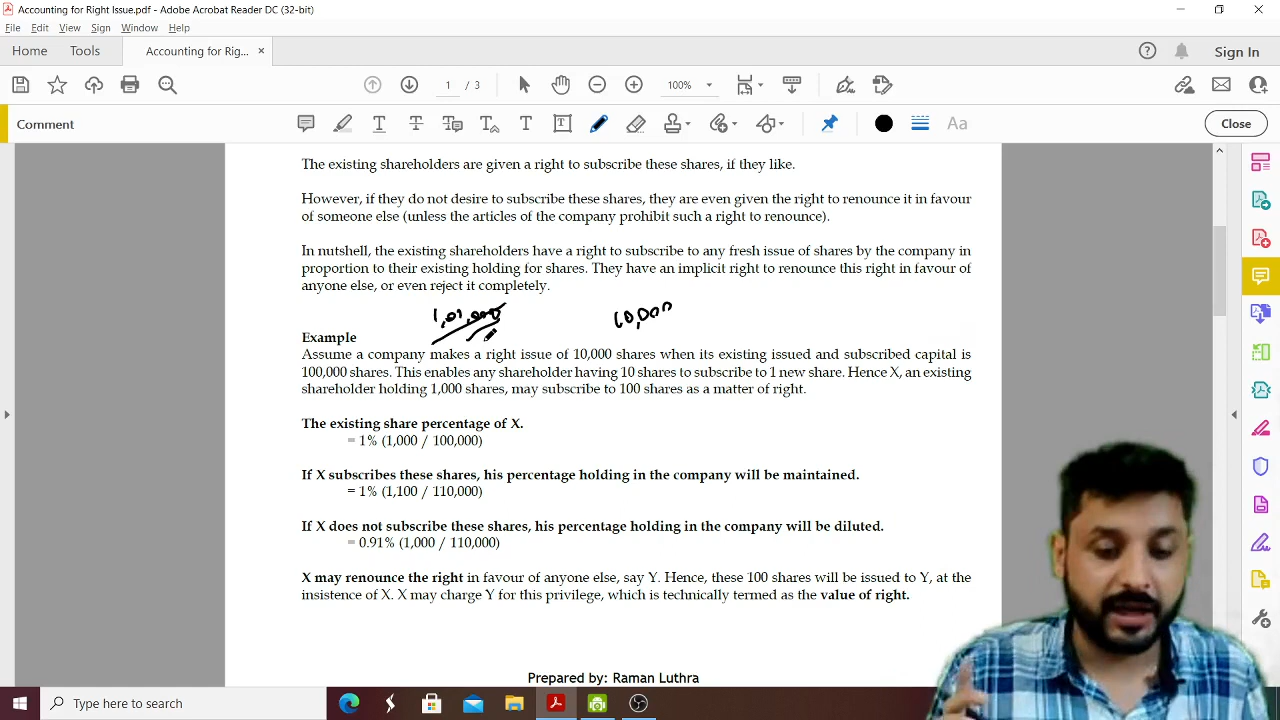 Accounting for Right Issue.pdf - Adobe Acrobat Reader DC (32-bit)
File Edit View Sign Window Help
Home Tools Accounting for Rig... × Sign In
1 / 3 100%
Comment Aa Close
The existing shareholders are given a right to subscribe these shares, if they like.
However, if they do not desire to subscribe these shares, they are even given the right to renounce it in favour
of someone else (unless the articles of the company prohibit such a right to renounce).
In nutshell, the existing shareholders have a right to subscribe to any fresh issue of shares by the company in
proportion to their existing holding for shares. They have an implicit right to renounce this right in favour of
anyone else, or even reject it completely.
10,000
Example
Assume a company makes a right issue of 10,000 shares when its existing issued and subscribed capital is
100,000 shares. This enables any shareholder having 10 shares to subscribe to 1 new share. Hence X, an existing
shareholder holding 1,000 shares, may subscribe to 100 shares as a matter of right.
The existing share percentage of X.
= 1% (1,000 / 100,000)
If X subscribes these shares, his percentage holding in the company will be maintained.
= 1% (1,100 / 110,000)
If X does not subscribe these shares, his percentage holding in the company will be diluted.
= 0.91% (1,000 / 110,000)
X may renounce the right in favour of anyone else, say Y. Hence, these 100 shares will be issued to Y, at the
insistence of X. X may charge Y for this privilege, which is technically termed as the value of right.
Prepared by: Raman Luthra
Type here to search